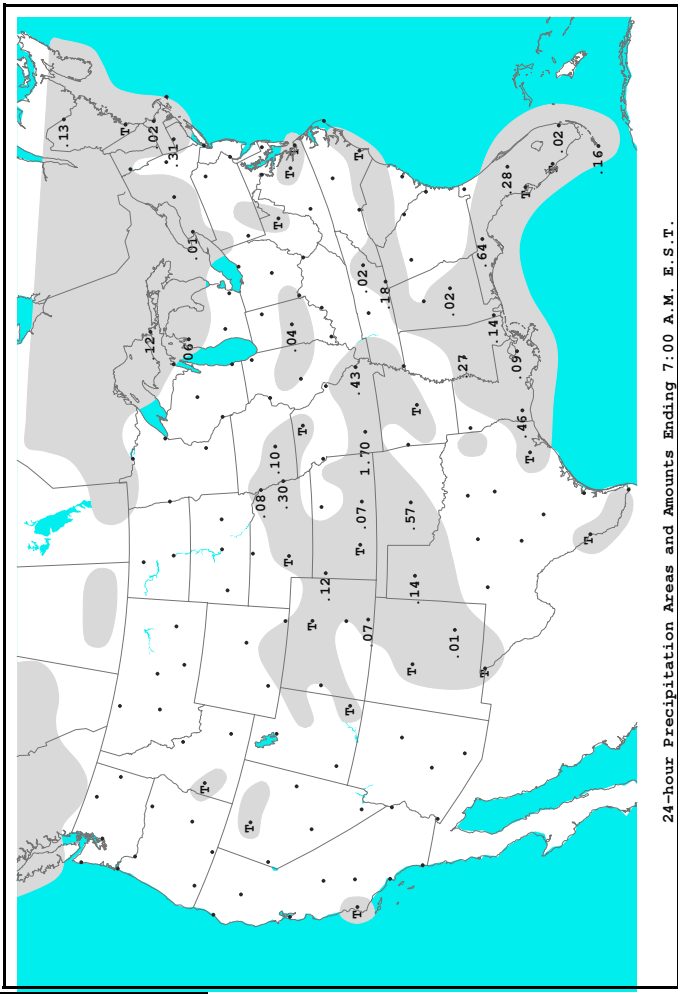 .13
T
.12
.02
.31
.06
.01
T
T
.08
.10
T
.30
T
T
.04
T
T
T
.12
T
.43
T
T
T
.07
.02
1.70
.07
.18
.57
T
.14
T
.02
.01
.27
.64
T
.14
.28
.09
.46
T
T
T
.02
T
.16
24-hour Precipitation Areas and Amounts Ending 7:00 A.M. E.S.T.